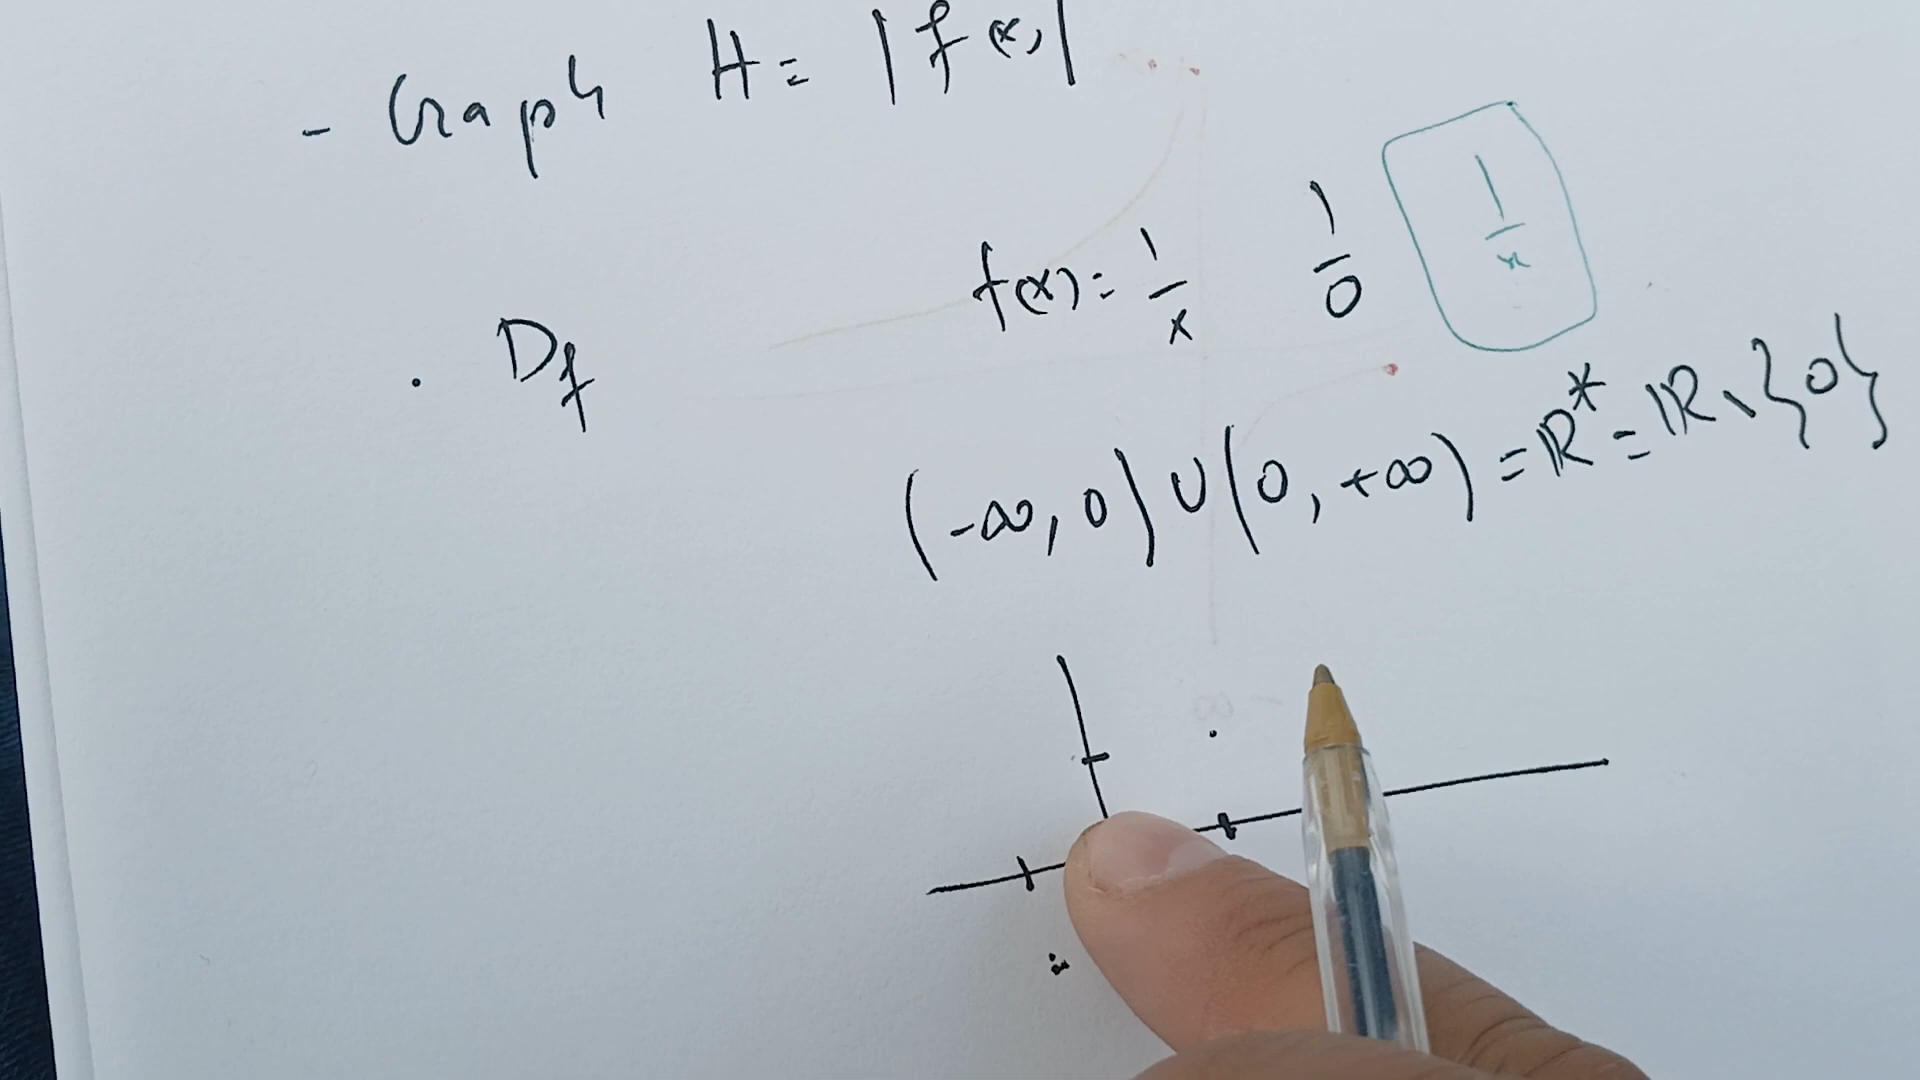 - Graph H = |f(x)|
f(x) = 1/x 1/0 1/x
. Df
(-∞, 0) ∪ (0, +∞) = ℝ* = ℝ \ {0}